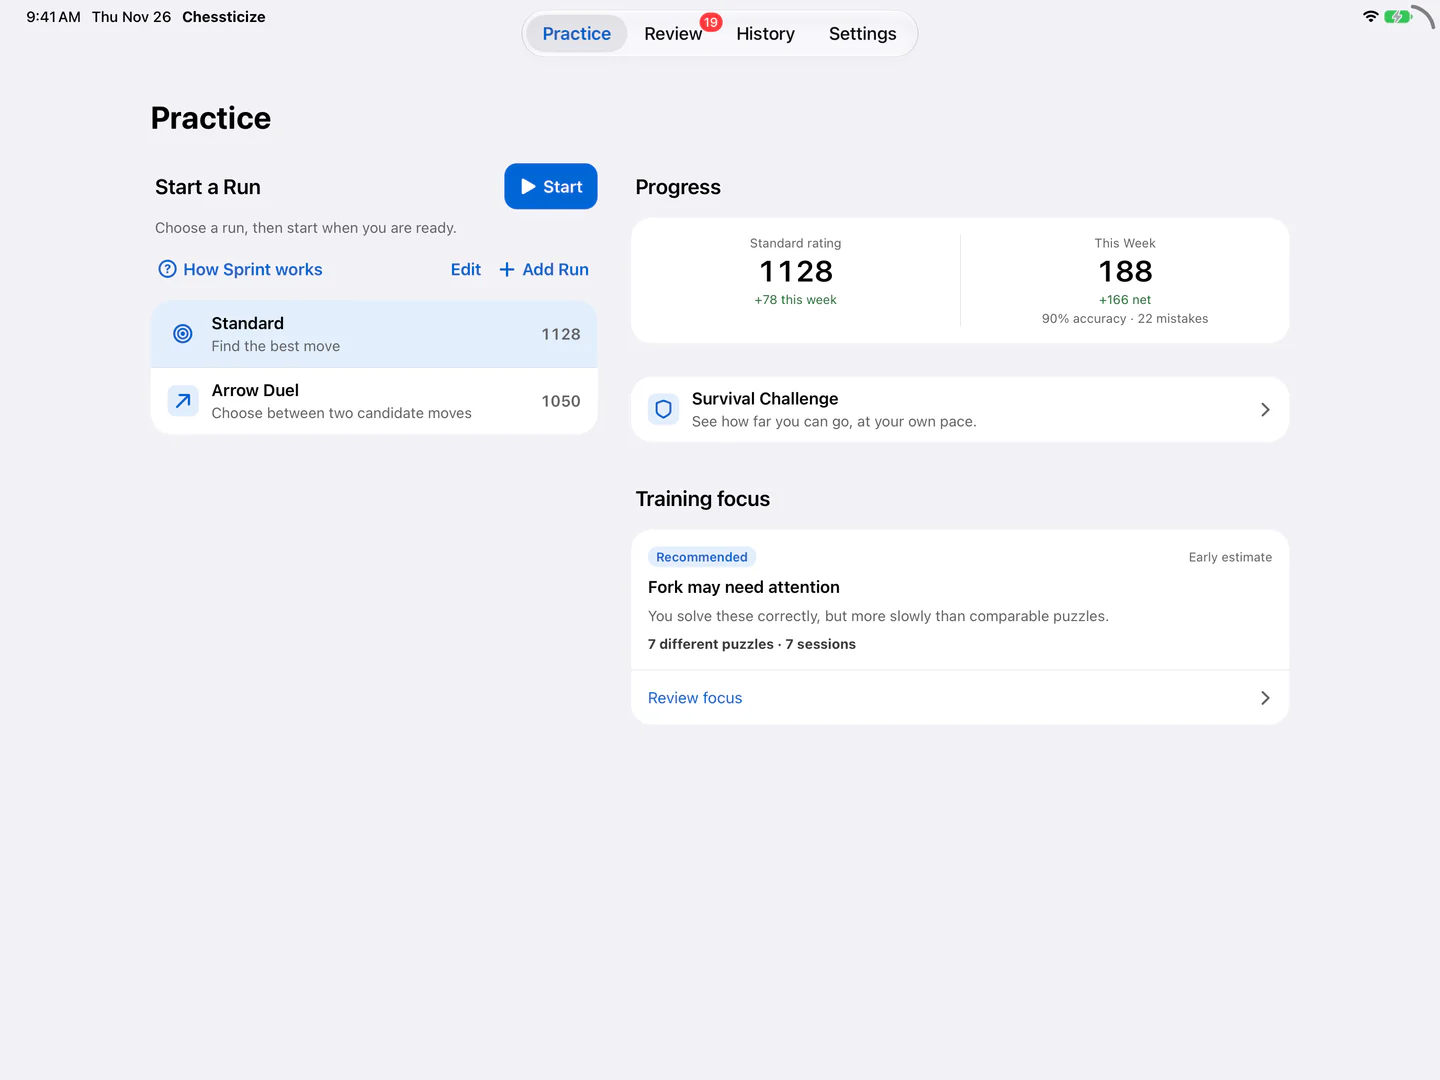 9:41 AM Thu Nov 26 Chessticize
Practice Review 19 History Settings
Practice
Start a Run
Start
Choose a run, then start when you are ready.
How Sprint works
Edit
Add Run
Standard
Find the best move
1128
Arrow Duel
Choose between two candidate moves
1050
Progress
Standard rating
1128
+78 this week
This Week
188
+166 net
90% accuracy · 22 mistakes
Survival Challenge
See how far you can go, at your own pace.
Training focus
Recommended
Early estimate
Fork may need attention
You solve these correctly, but more slowly than comparable puzzles.
7 different puzzles · 7 sessions
Review focus